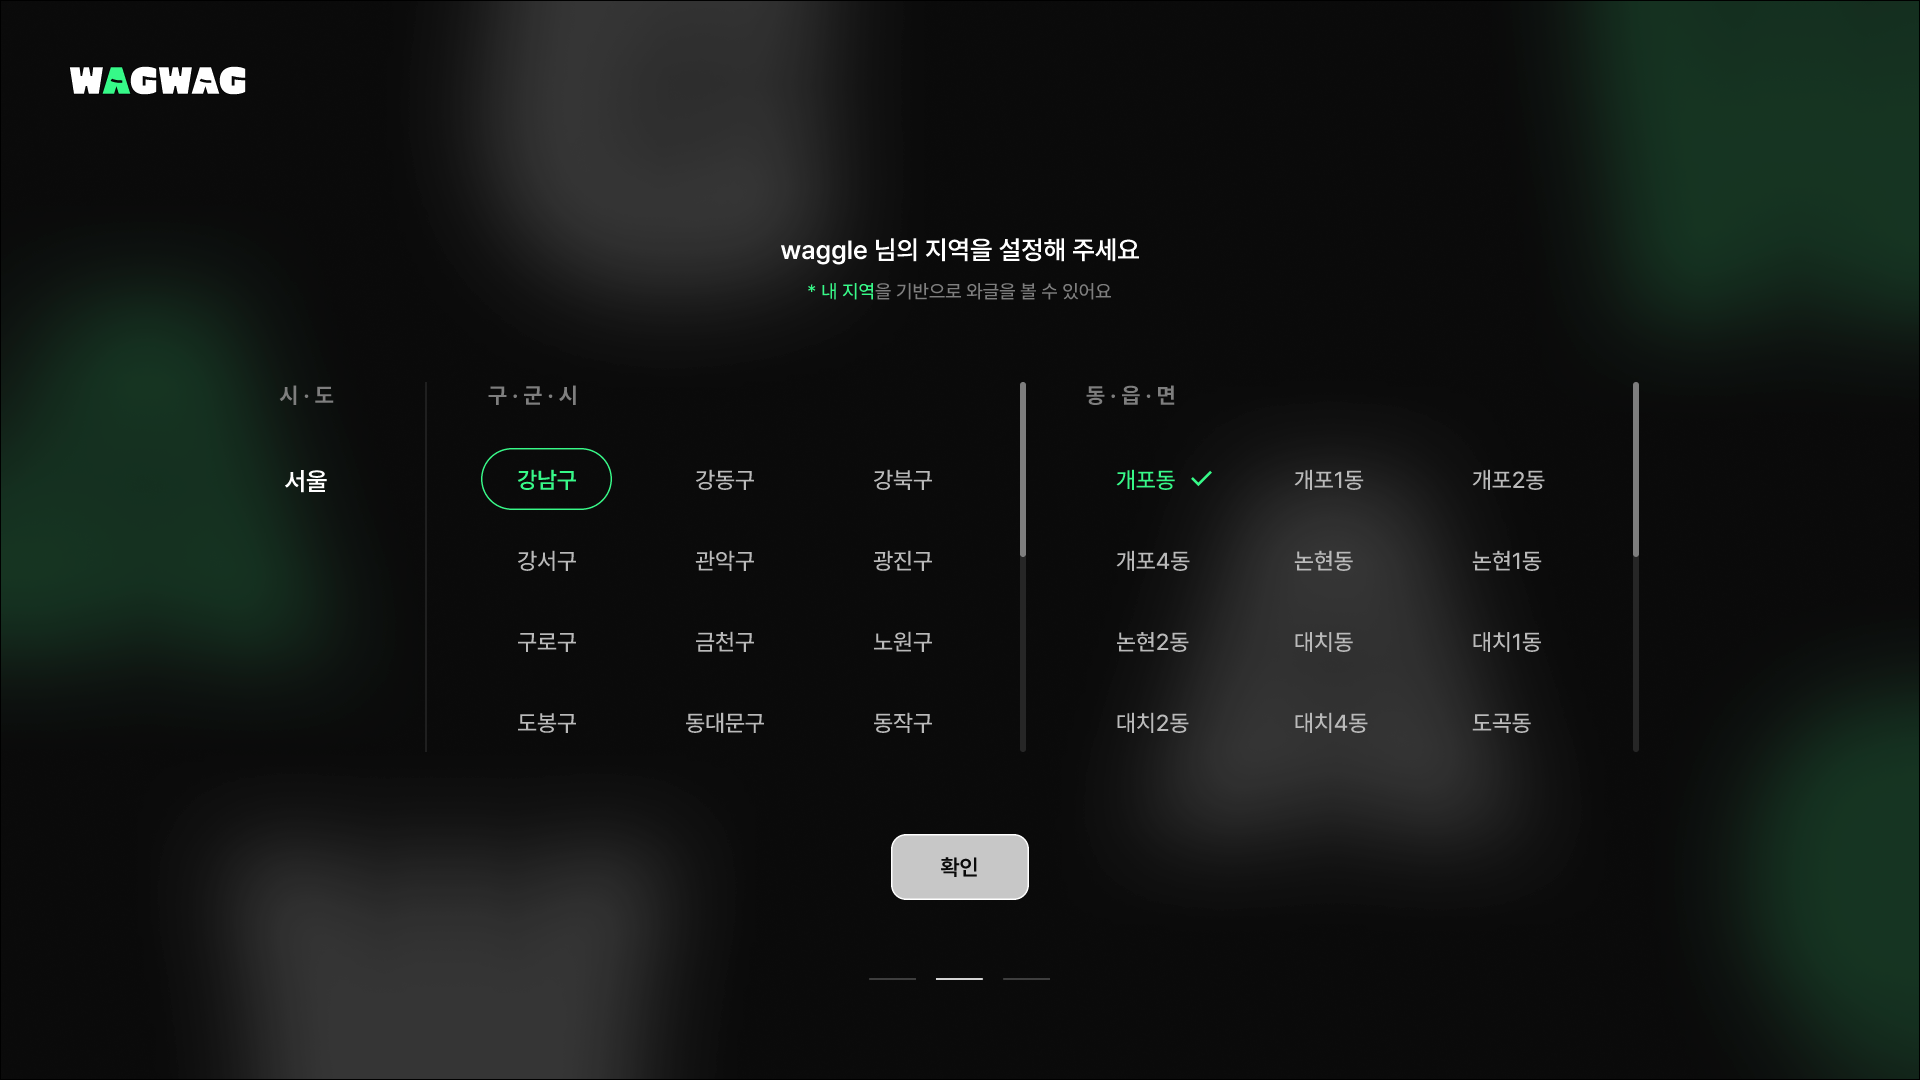 WAGWAG
waggle 님의 지역을 설정해 주세요
* 내 지역을 기반으로 와글을 볼 수 있어요
시 · 도
서울
구 · 군 · 시
강남구 강동구 강북구
강서구 관악구 광진구
구로구 금천구 노원구
도봉구 동대문구 동작구
동 · 읍 · 면
개포동 개포1동 개포2동
개포4동 논현동 논현1동
논현2동 대치동 대치1동
대치2동 대치4동 도곡동
확인